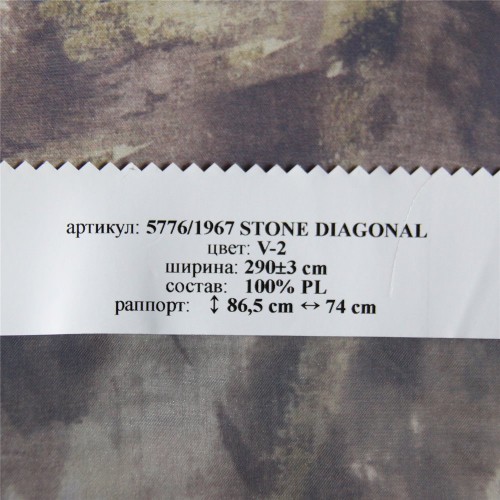 артикул: 5776/1967 STONE DIAGONAL
цвет: V-2
ширина: 290±3 cm
состав: 100% PL
раппорт: ↕ 86,5 cm ↔ 74 cm